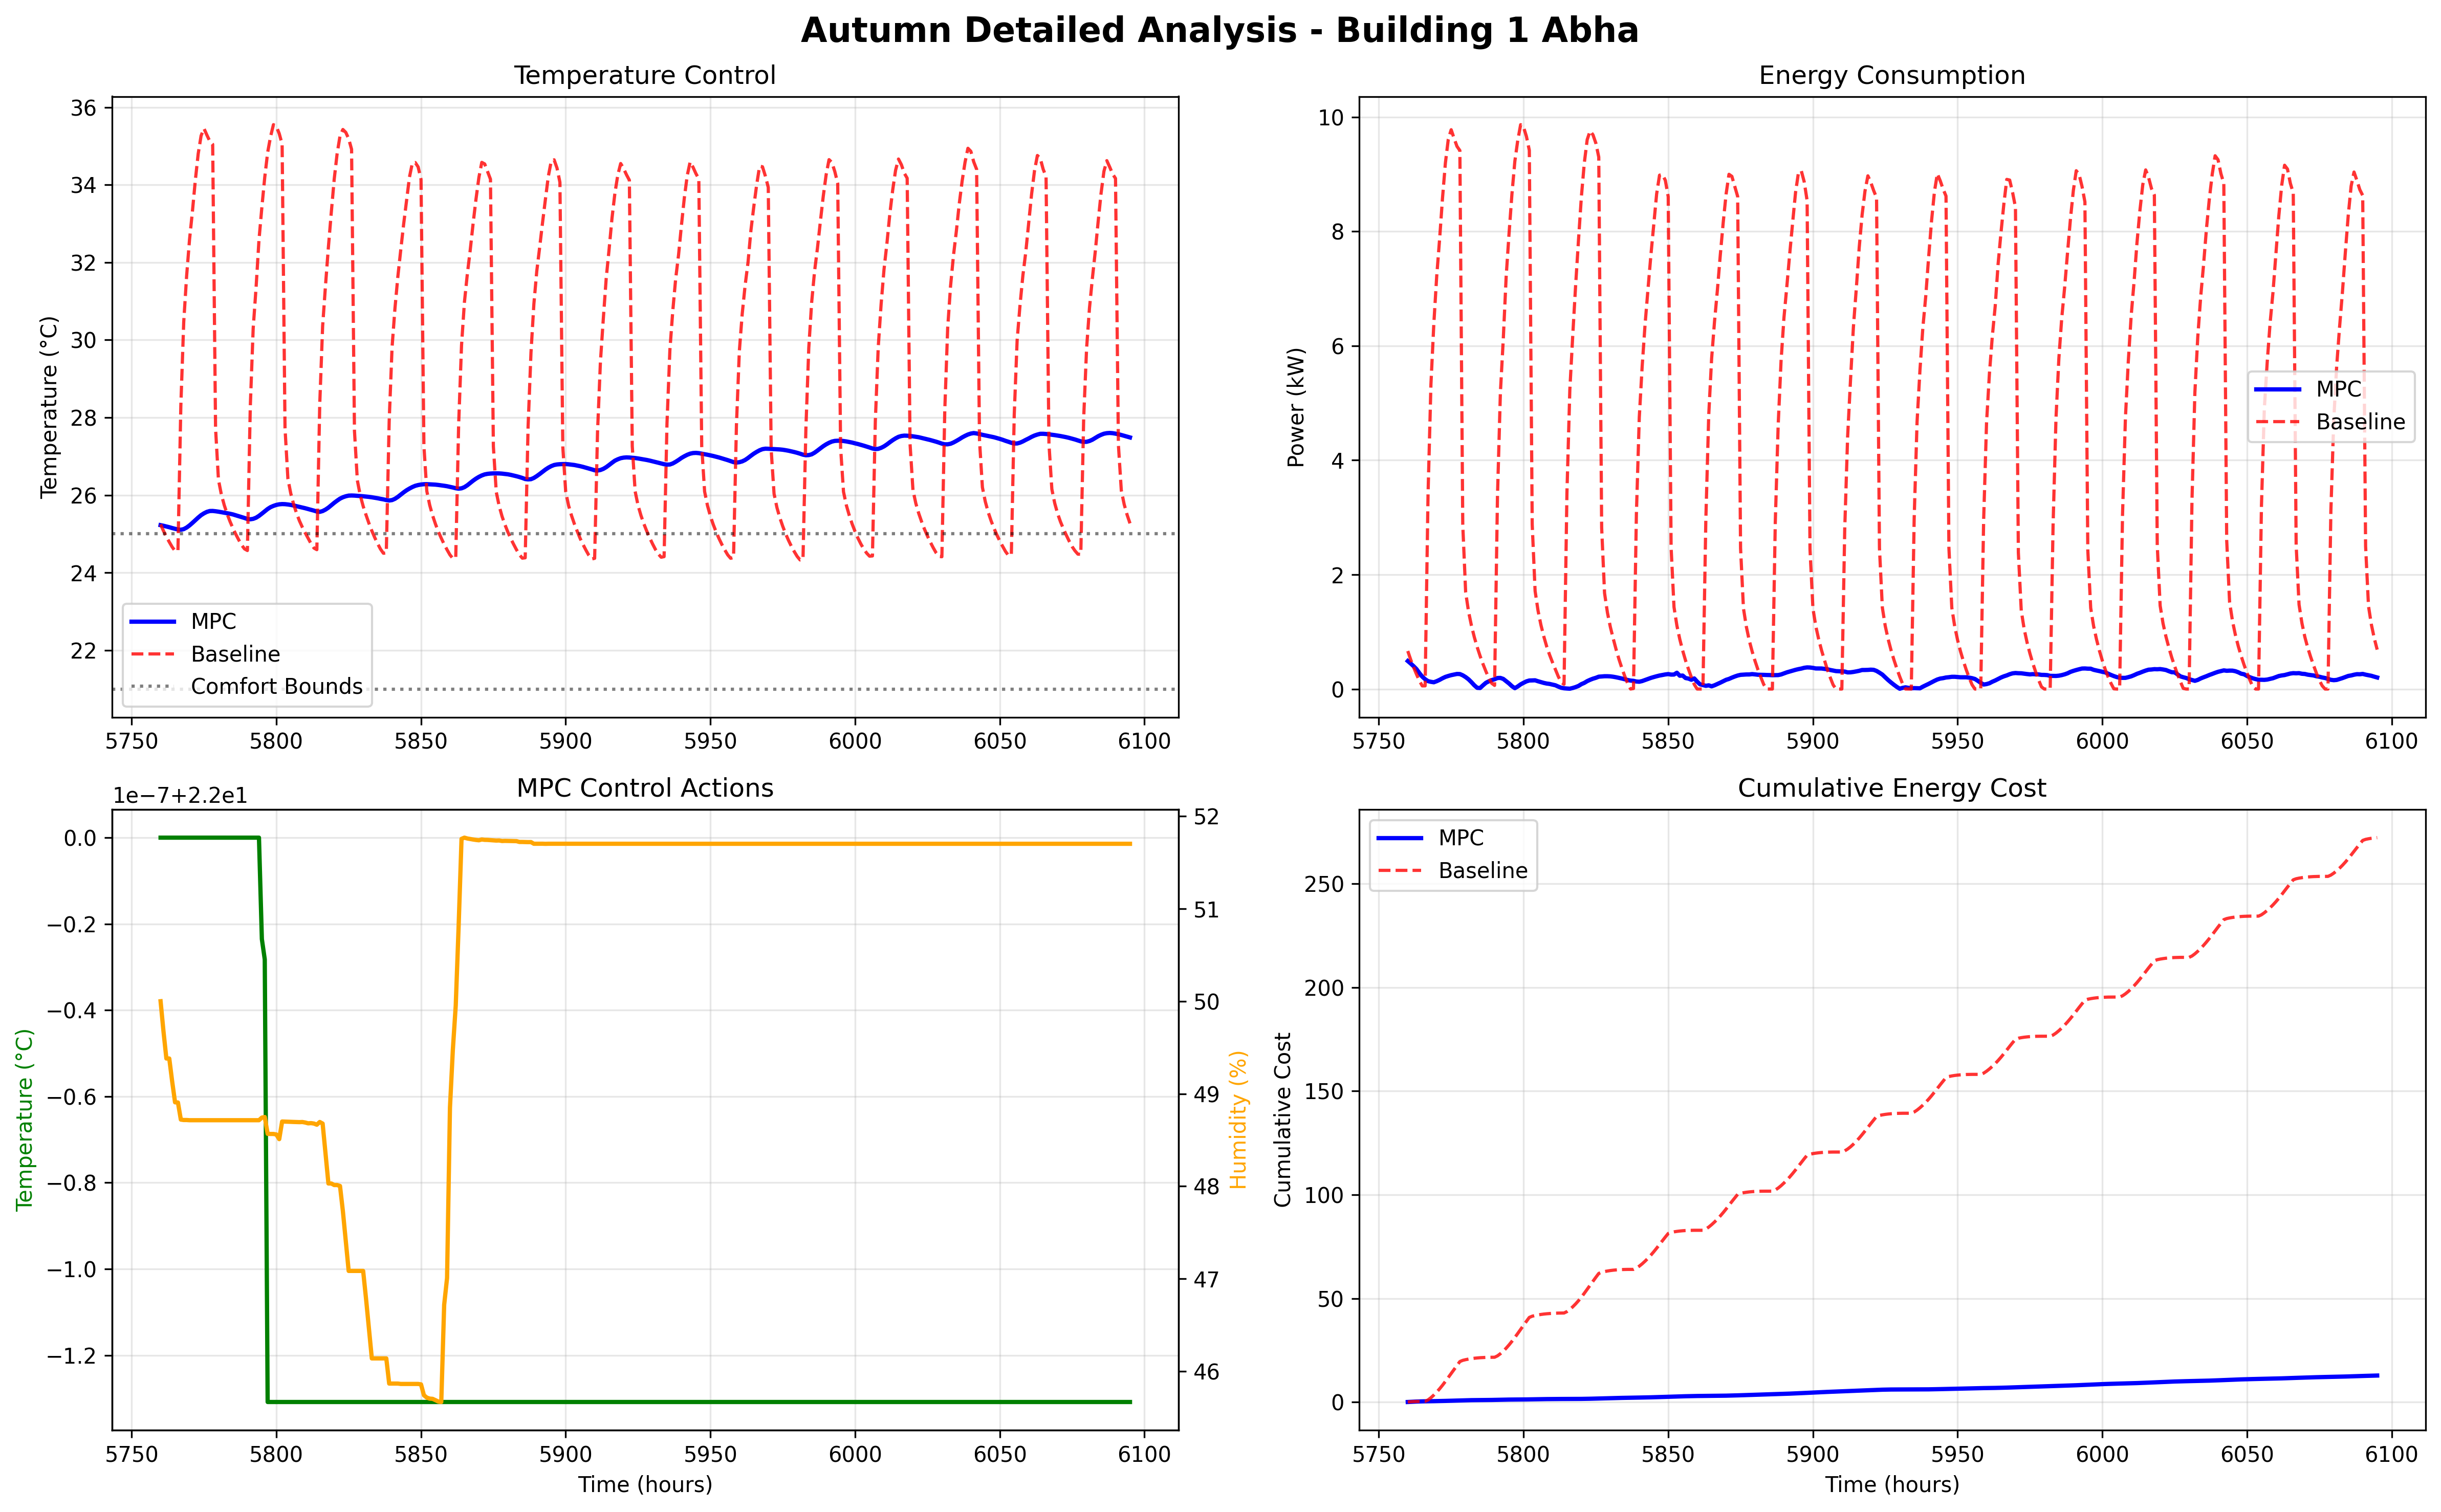 Autumn Detailed Analysis - Building 1 Abha
Temperature Control
Temperature (°C)
36
34
32
30
28
26
24
22
MPC
Baseline
Comfort Bounds
5750 5800 5850 5900 5950 6000 6050 6100
Energy Consumption
Power (kW)
10
8
6
4
2
0
MPC
Baseline
5750 5800 5850 5900 5950 6000 6050 6100
MPC Control Actions
1e−7+2.2e1
Temperature (°C)
0.0
−0.2
−0.4
−0.6
−0.8
−1.0
−1.2
52
51
50
49
48
47
46
Humidity (%)
5750 5800 5850 5900 5950 6000 6050 6100
Time (hours)
Cumulative Energy Cost
Cumulative Cost
MPC
Baseline
250
200
150
100
50
0
5750 5800 5850 5900 5950 6000 6050 6100
Time (hours)